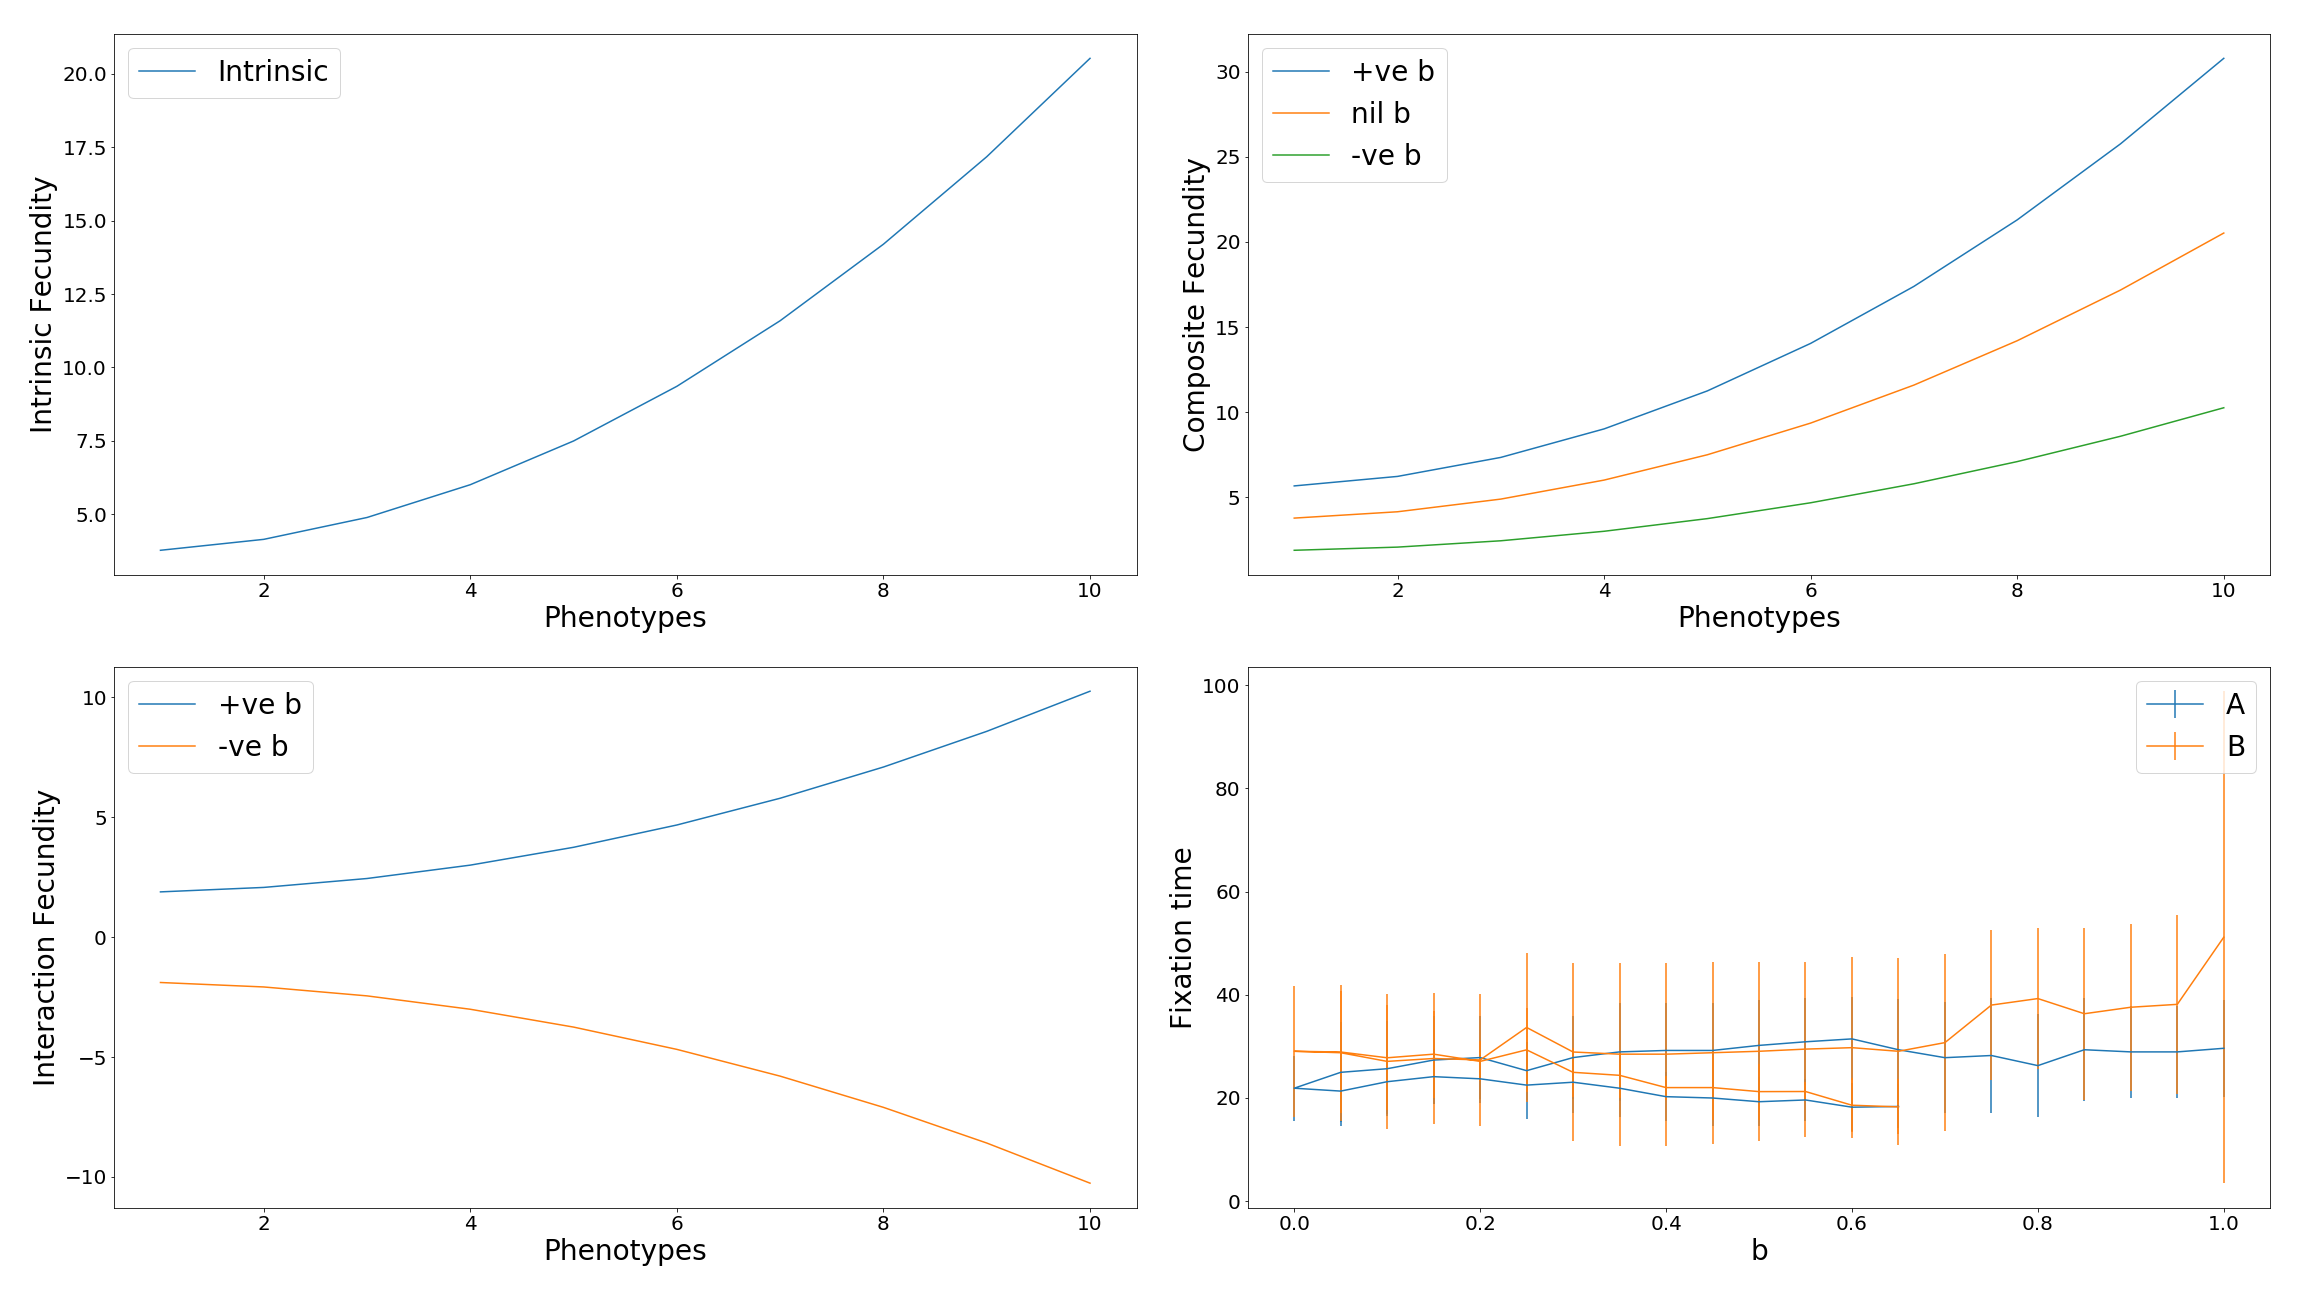 Intrinsic
20.0
17.5
15.0
12.5
10.0
7.5
5.0
Intrinsic Fecundity
2 4 6 8 10
Phenotypes
+ve b
nil b
-ve b
30
25
20
15
10
5
Composite Fecundity
2 4 6 8 10
Phenotypes
+ve b
-ve b
10
5
0
−5
−10
Interaction Fecundity
2 4 6 8 10
Phenotypes
A
B
100
80
60
40
20
0
Fixation time
0.0 0.2 0.4 0.6 0.8 1.0
b